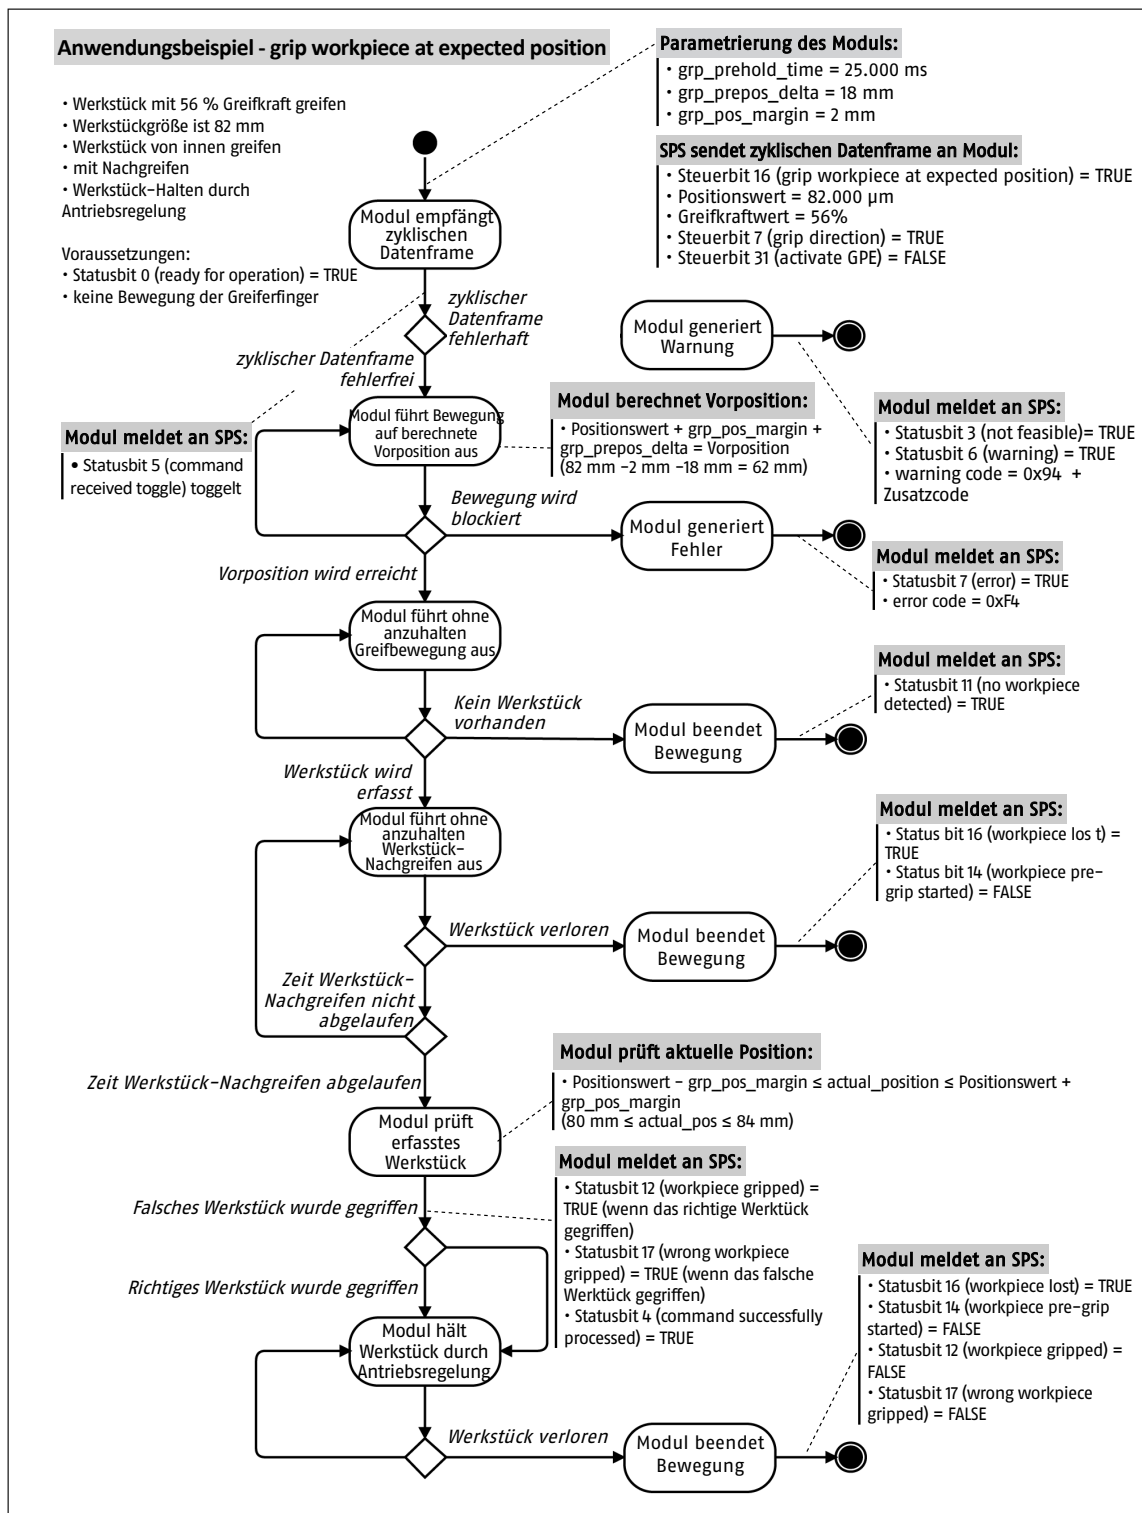 Anwendungsbeispiel - grip workpiece at expected position
• Werkstück mit 56 % Greifkraft greifen
• Werkstückgröße ist 82 mm
• Werkstück von innen greifen
• mit Nachgreifen
• Werkstück-Halten durch
Antriebsregelung
Voraussetzungen:
• Statusbit 0 (ready for operation) = TRUE
• keine Bewegung der Greiferfinger
Parametrierung des Moduls:
• grp_prehold_time = 25.000 ms
• grp_prepos_delta = 18 mm
• grp_pos_margin = 2 mm
SPS sendet zyklischen Datenframe an Modul:
• Steuerbit 16 (grip workpiece at expected position) = TRUE
• Positionswert = 82.000 µm
• Greifkraftwert = 56%
• Steuerbit 7 (grip direction) = TRUE
• Steuerbit 31 (activate GPE) = FALSE
Modul empfängt
zyklischen
Datenframe
zyklischer
Datenframe
fehlerhaft
Modul generiert
Warnung
zyklischer Datenframe
fehlerfrei
Modul meldet an SPS:
• Statusbit 5 (command
received toggle) toggelt
Modul führt Bewegung
auf berechnete
Vorposition aus
Modul berechnet Vorposition:
• Positionswert + grp_pos_margin +
grp_prepos_delta = Vorposition
(82 mm -2 mm -18 mm = 62 mm)
Modul meldet an SPS:
• Statusbit 3 (not feasible)= TRUE
• Statusbit 6 (warning) = TRUE
• warning code = 0x94 +
Zusatzcode
Bewegung wird
blockiert
Modul generiert
Fehler
Modul meldet an SPS:
• Statusbit 7 (error) = TRUE
• error code = 0xF4
Vorposition wird erreicht
Modul führt ohne
anzuhalten
Greifbewegung aus
Modul meldet an SPS:
• Statusbit 11 (no workpiece
detected) = TRUE
Kein Werkstück
vorhanden
Modul beendet
Bewegung
Werkstück wird
erfasst
Modul führt ohne
anzuhalten
Werkstück-
Nachgreifen aus
Modul meldet an SPS:
• Status bit 16 (workpiece los t) =
TRUE
• Status bit 14 (workpiece pre-
grip started) = FALSE
Werkstück verloren
Modul beendet
Bewegung
Zeit Werkstück-
Nachgreifen nicht
abgelaufen
Zeit Werkstück-Nachgreifen abgelaufen
Modul prüft aktuelle Position:
• Positionswert - grp_pos_margin ≤ actual_position ≤ Positionswert +
grp_pos_margin
(80 mm ≤ actual_pos ≤ 84 mm)
Modul prüft
erfasstes
Werkstück
Modul meldet an SPS:
• Statusbit 12 (workpiece gripped) =
TRUE (wenn das richtige Werktück
gegriffen)
• Statusbit 17 (wrong workpiece
gripped) = TRUE (wenn das falsche
Werktück gegriffen)
• Statusbit 4 (command successfully
processed) = TRUE
Falsches Werkstück wurde gegriffen
Richtiges Werkstück wurde gegriffen
Modul hält
Werkstück durch
Antriebsregelung
Modul meldet an SPS:
• Statusbit 16 (workpiece lost) = TRUE
• Statusbit 14 (workpiece pre-grip
started) = FALSE
• Statusbit 12 (workpiece gripped) =
FALSE
• Statusbit 17 (wrong workpiece
gripped) = FALSE
Werkstück verloren
Modul beendet
Bewegung